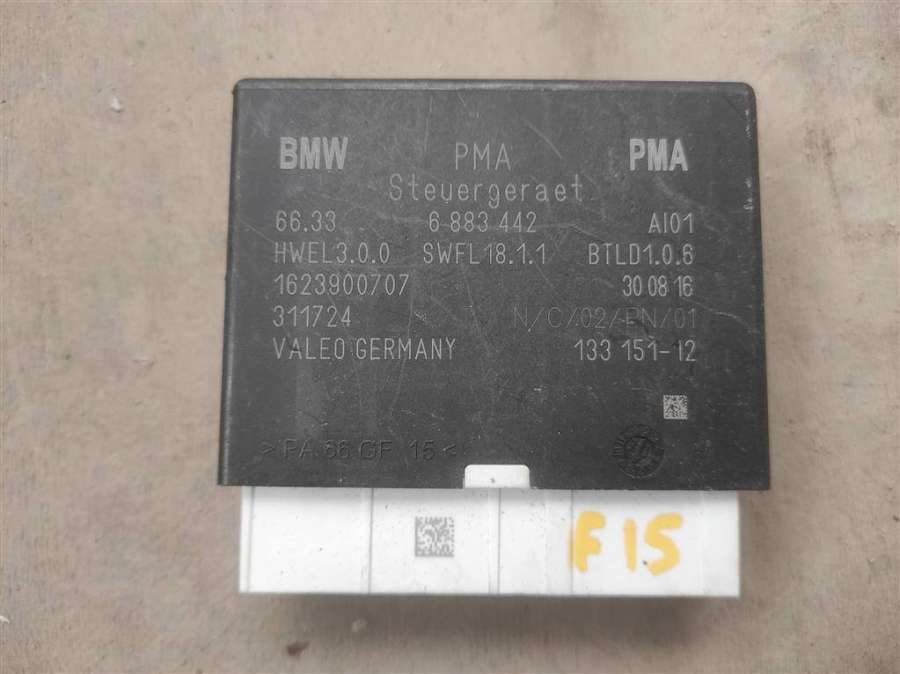 BMW PMA PMA
Steuergeraet
66.33 6 883 442 AI01
HWEL3.0.0 SWFL18.1.1 BTLD1.0.6
1623900707 30 08 16
311724 N/C/02/PN/01
VALEO GERMANY 133 151-12
>PA 66 GF 15<
F15